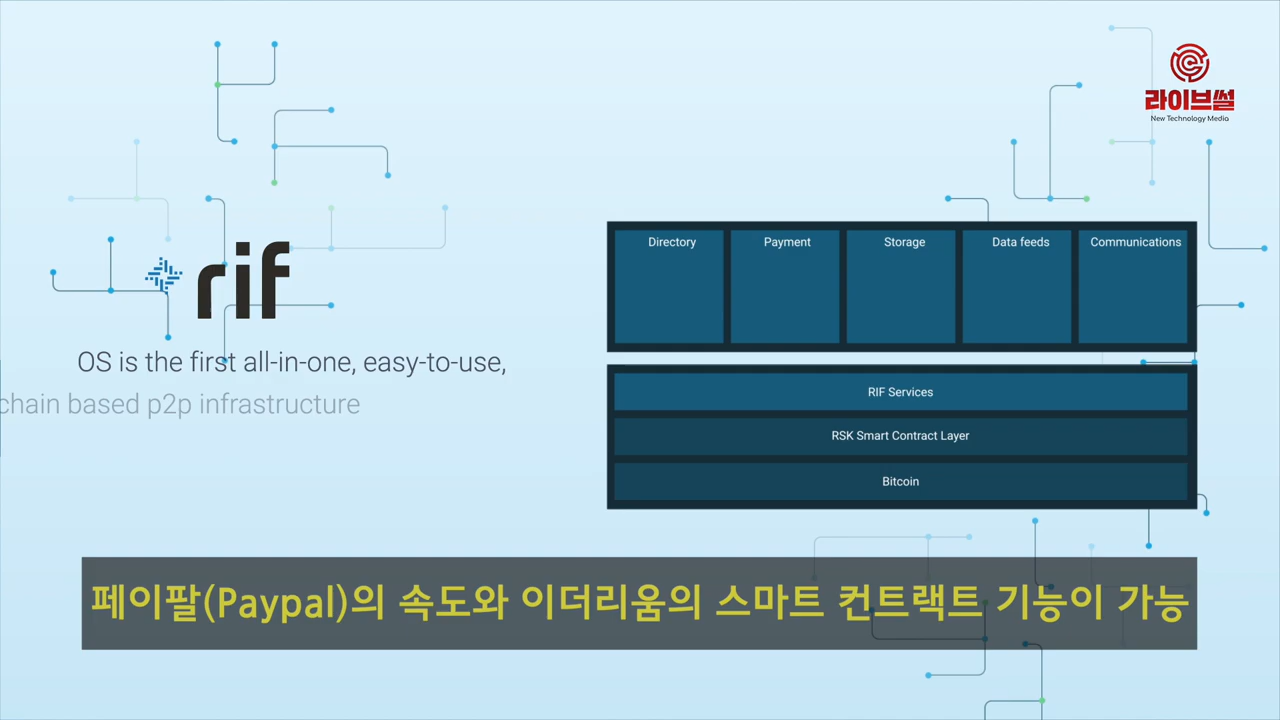 라이브썰
New Technology Media
rif
OS is the first all-in-one, easy-to-use,
chain based p2p infrastructure
Directory
Payment
Storage
Data feeds
Communications
RIF Services
RSK Smart Contract Layer
Bitcoin
페이팔(Paypal)의 속도와 이더리움의 스마트 컨트랙트 기능이 가능